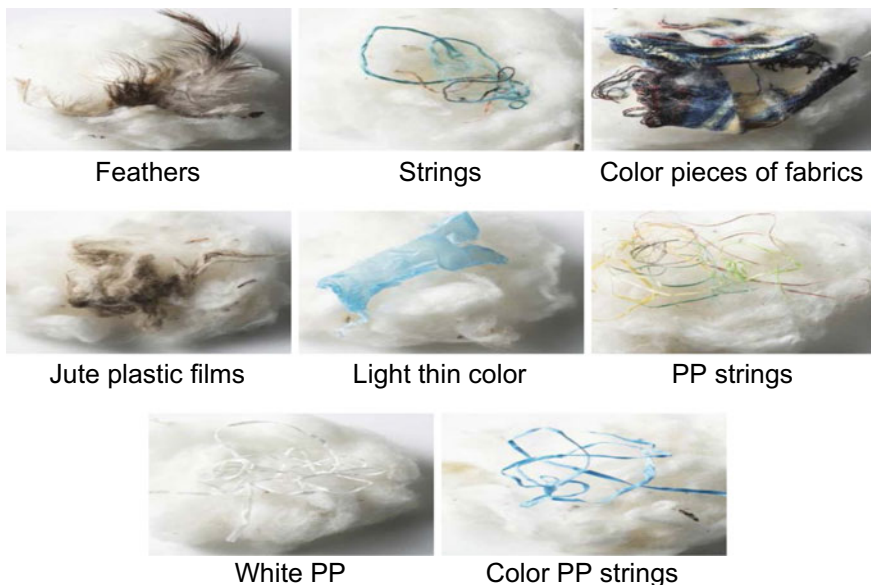 Feathers
Strings
Color pieces of fabrics
Jute plastic films
Light thin color
PP strings
White PP
Color PP strings